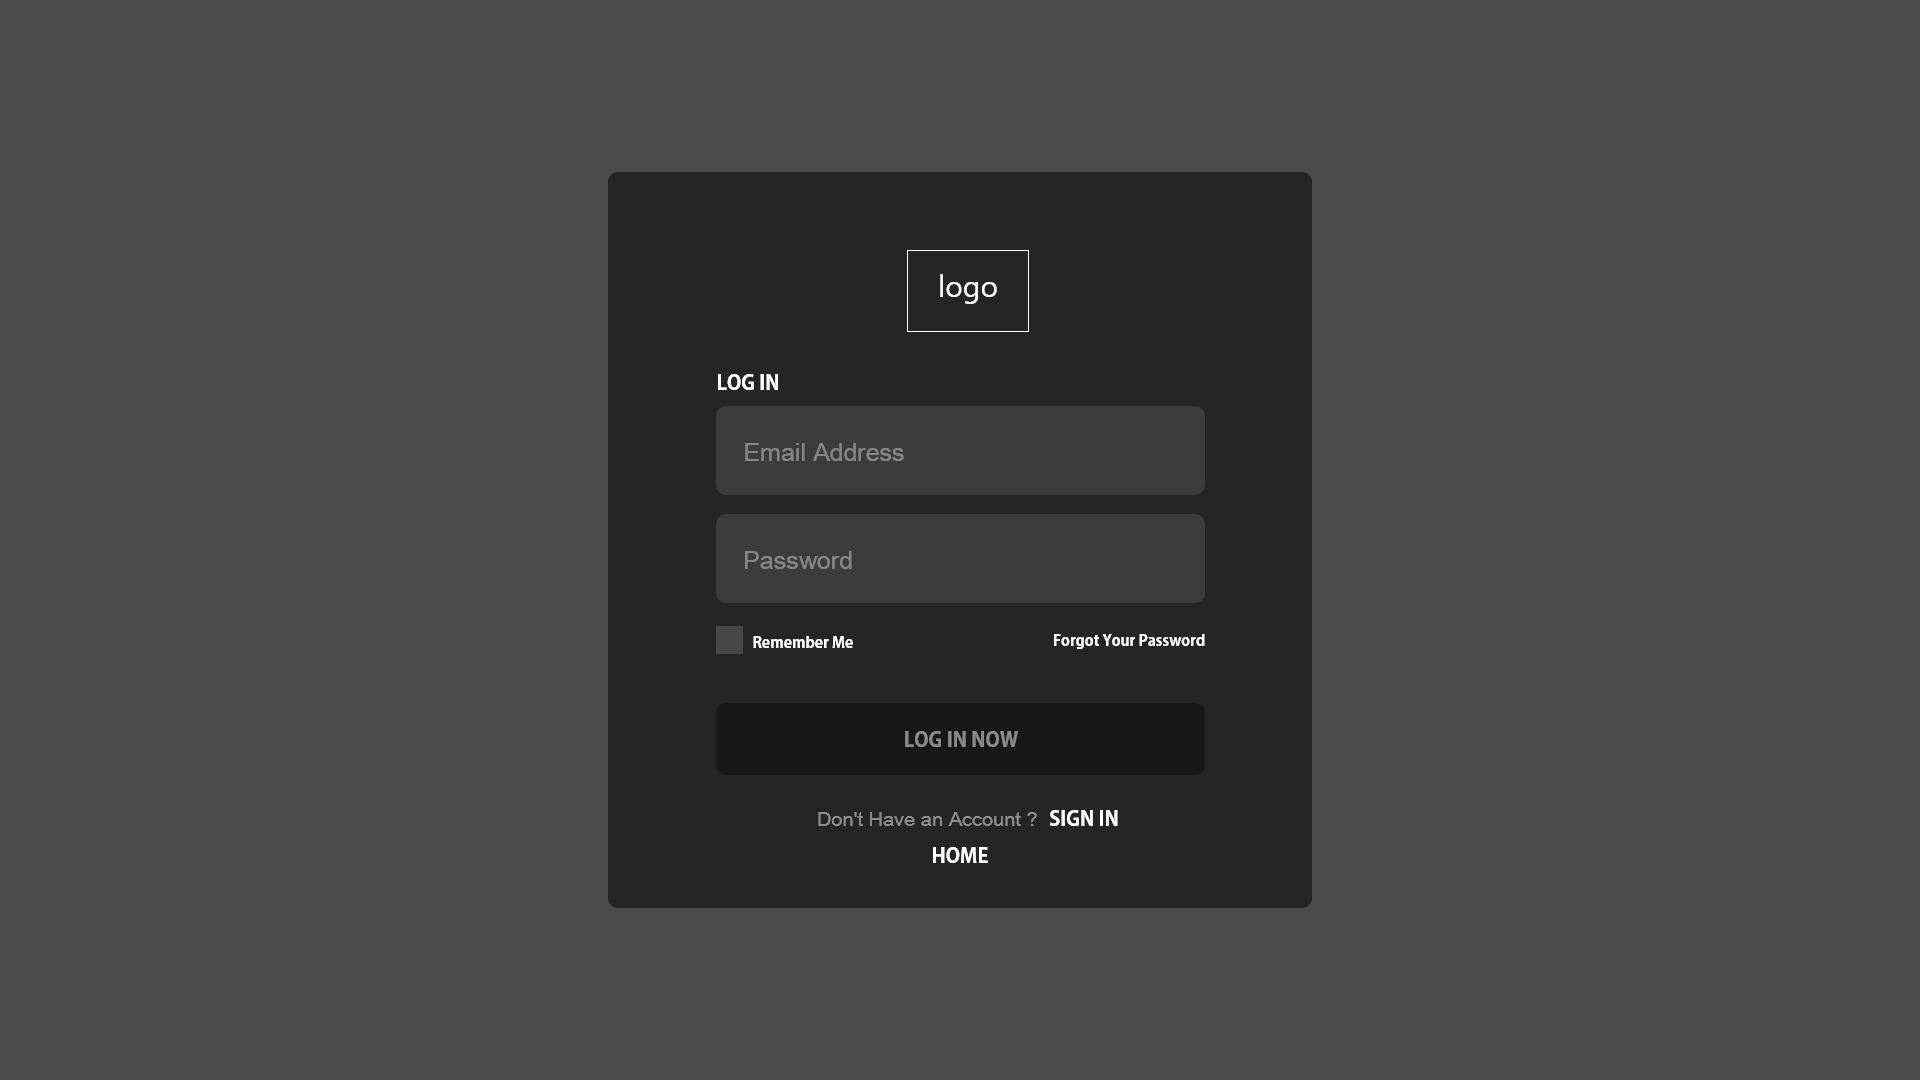 logo
LOG IN
Email Address
Password
Remember Me
Forgot Your Password
LOG IN NOW
Don't Have an Account ? SIGN IN
HOME